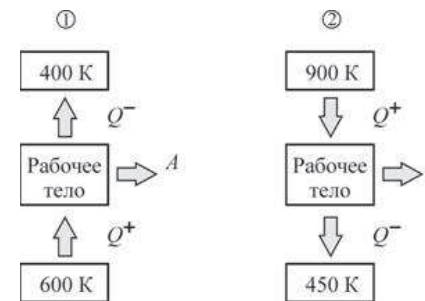 ①
400 К
Q⁻
Рабочее
тело
A
Q⁺
600 К
②
900 К
Q⁺
Рабочее
тело
Q⁻
450 К